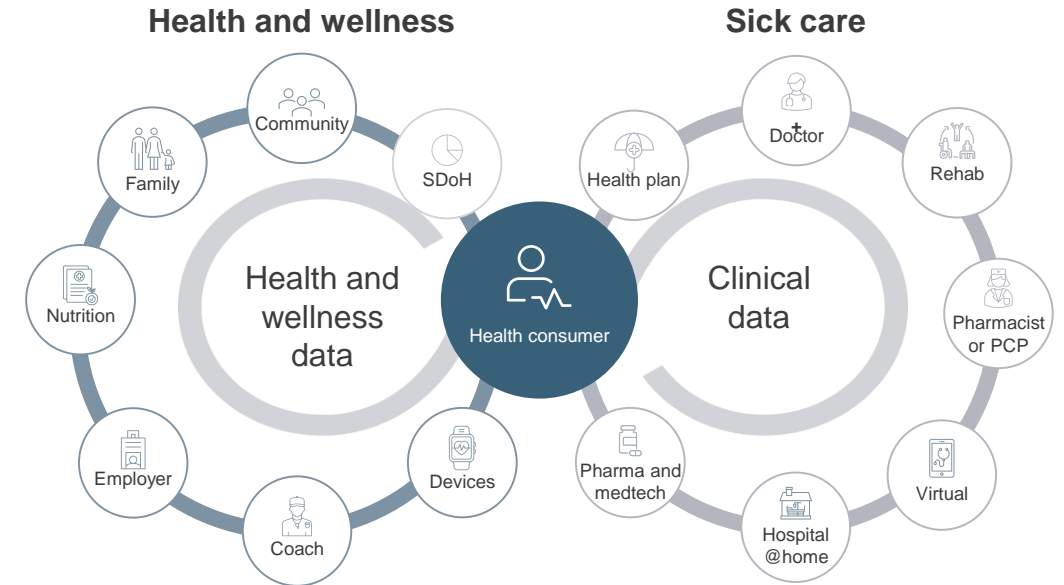 Health and wellness
Sick care
Community
SDoH
Family
Nutrition
Employer
Coach
Devices
Health and
wellness
data
Health consumer
Clinical
data
Health plan
Doctor
Rehab
Pharmacist
or PCP
Virtual
Hospital
@home
Pharma and
medtech